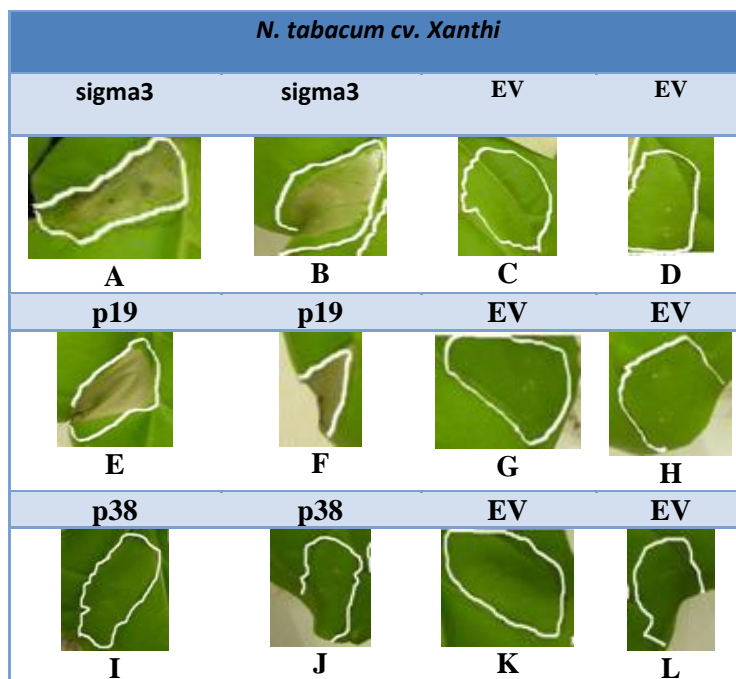 N. tabacum cv. Xanthi
sigma3 sigma3 EV EV
A B C D
p19 p19 EV EV
E F G H
p38 p38 EV EV
I J K L